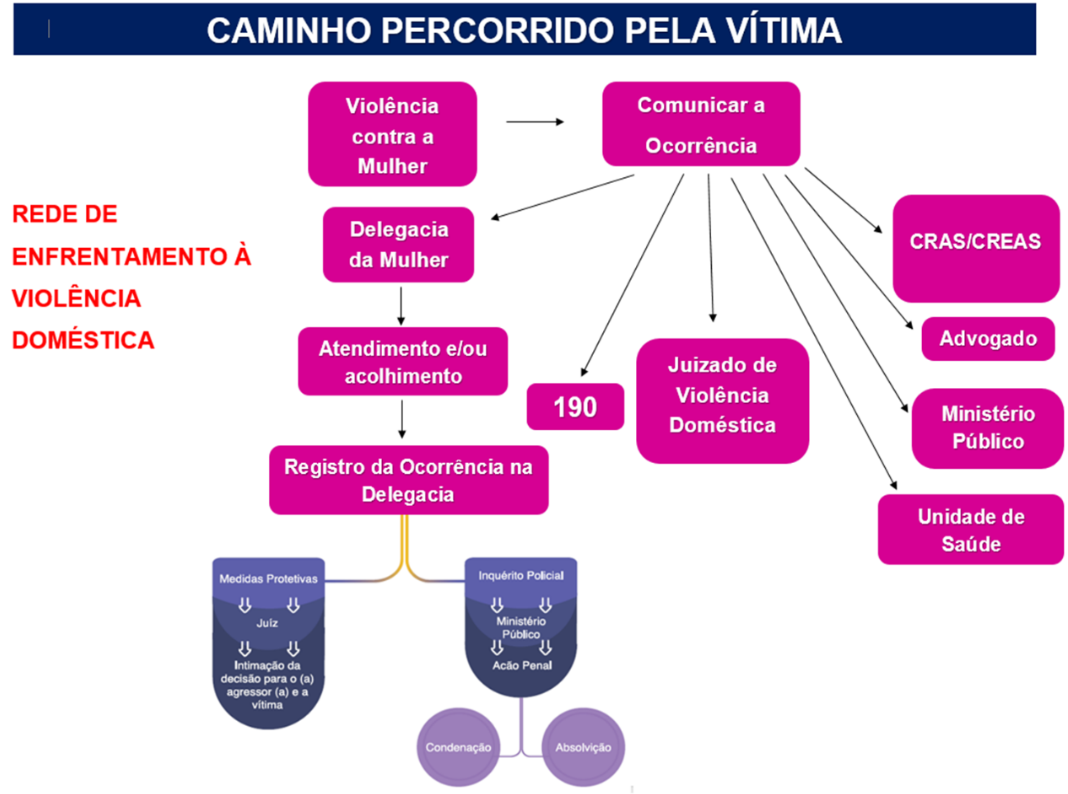 CAMINHO PERCORRIDO PELA VÍTIMA
Violência
contra a
Mulher
Comunicar a
Ocorrência
REDE DE
ENFRENTAMENTO À
VIOLÊNCIA
DOMÉSTICA
Delegacia
da Mulher
CRAS/CREAS
Atendimento e/ou
acolhimento
190
Juizado de
Violência
Doméstica
Advogado
Ministério
Público
Registro da Ocorrência na
Delegacia
Unidade de
Saúde
Medidas Protetivas
Juíz
Intimação da
decisão para o (a)
agressor (a) e a
vítima
Inquérito Policial
Ministério
Público
Acão Penal
Condenação
Absolvição